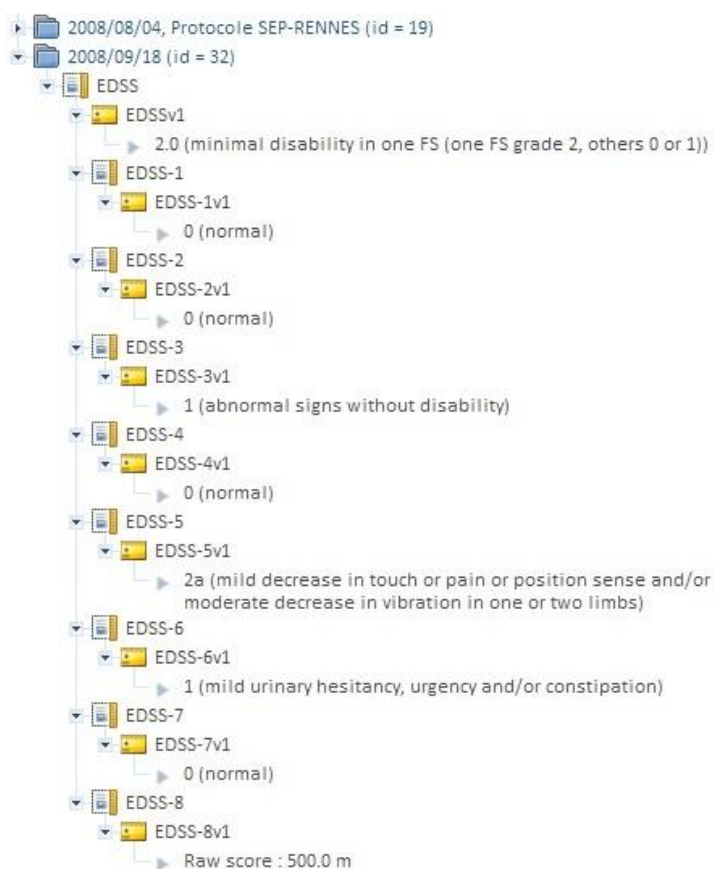 2008/08/04, Protocole SEP-RENNES (id = 19)
2008/09/18 (id = 32)
EDSS
EDSSv1
2.0 (minimal disability in one FS (one FS grade 2, others 0 or 1))
EDSS-1
EDSS-1v1
0 (normal)
EDSS-2
EDSS-2v1
0 (normal)
EDSS-3
EDSS-3v1
1 (abnormal signs without disability)
EDSS-4
EDSS-4v1
0 (normal)
EDSS-5
EDSS-5v1
2a (mild decrease in touch or pain or position sense and/or
moderate decrease in vibration in one or two limbs)
EDSS-6
EDSS-6v1
1 (mild urinary hesitancy, urgency and/or constipation)
EDSS-7
EDSS-7v1
0 (normal)
EDSS-8
EDSS-8v1
Raw score : 500.0 m